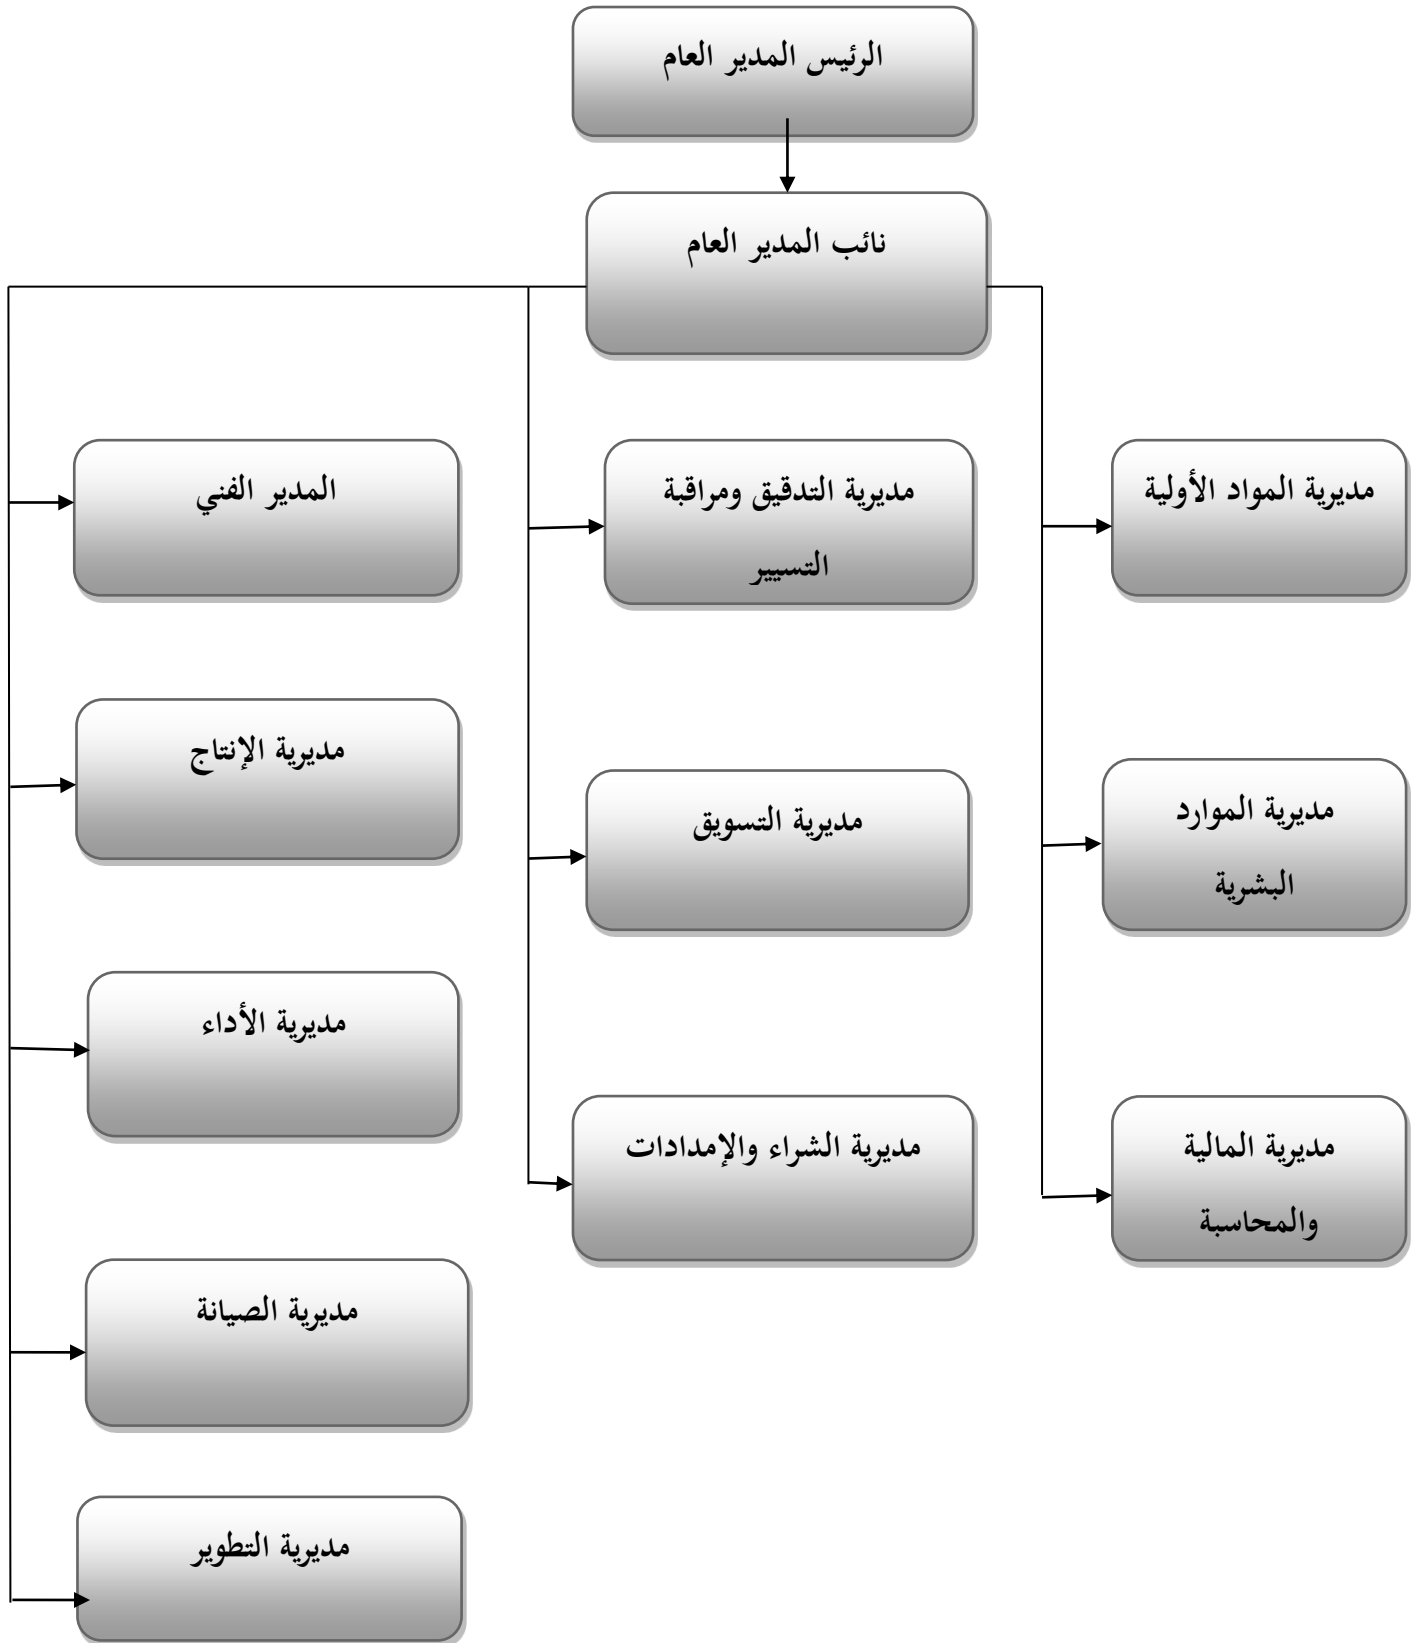 الرئيس المدير العام
نائب المدير العام
مديرية المواد الأولية
مديرية التدقيق ومراقبة
التسيير
المدير الفني
مديرية الموارد
البشرية
مديرية التسويق
مديرية الإنتاج
مديرية المالية
والمحاسبة
مديرية الشراء والإمدادات
مديرية الأداء
مديرية الصيانة
مديرية التطوير